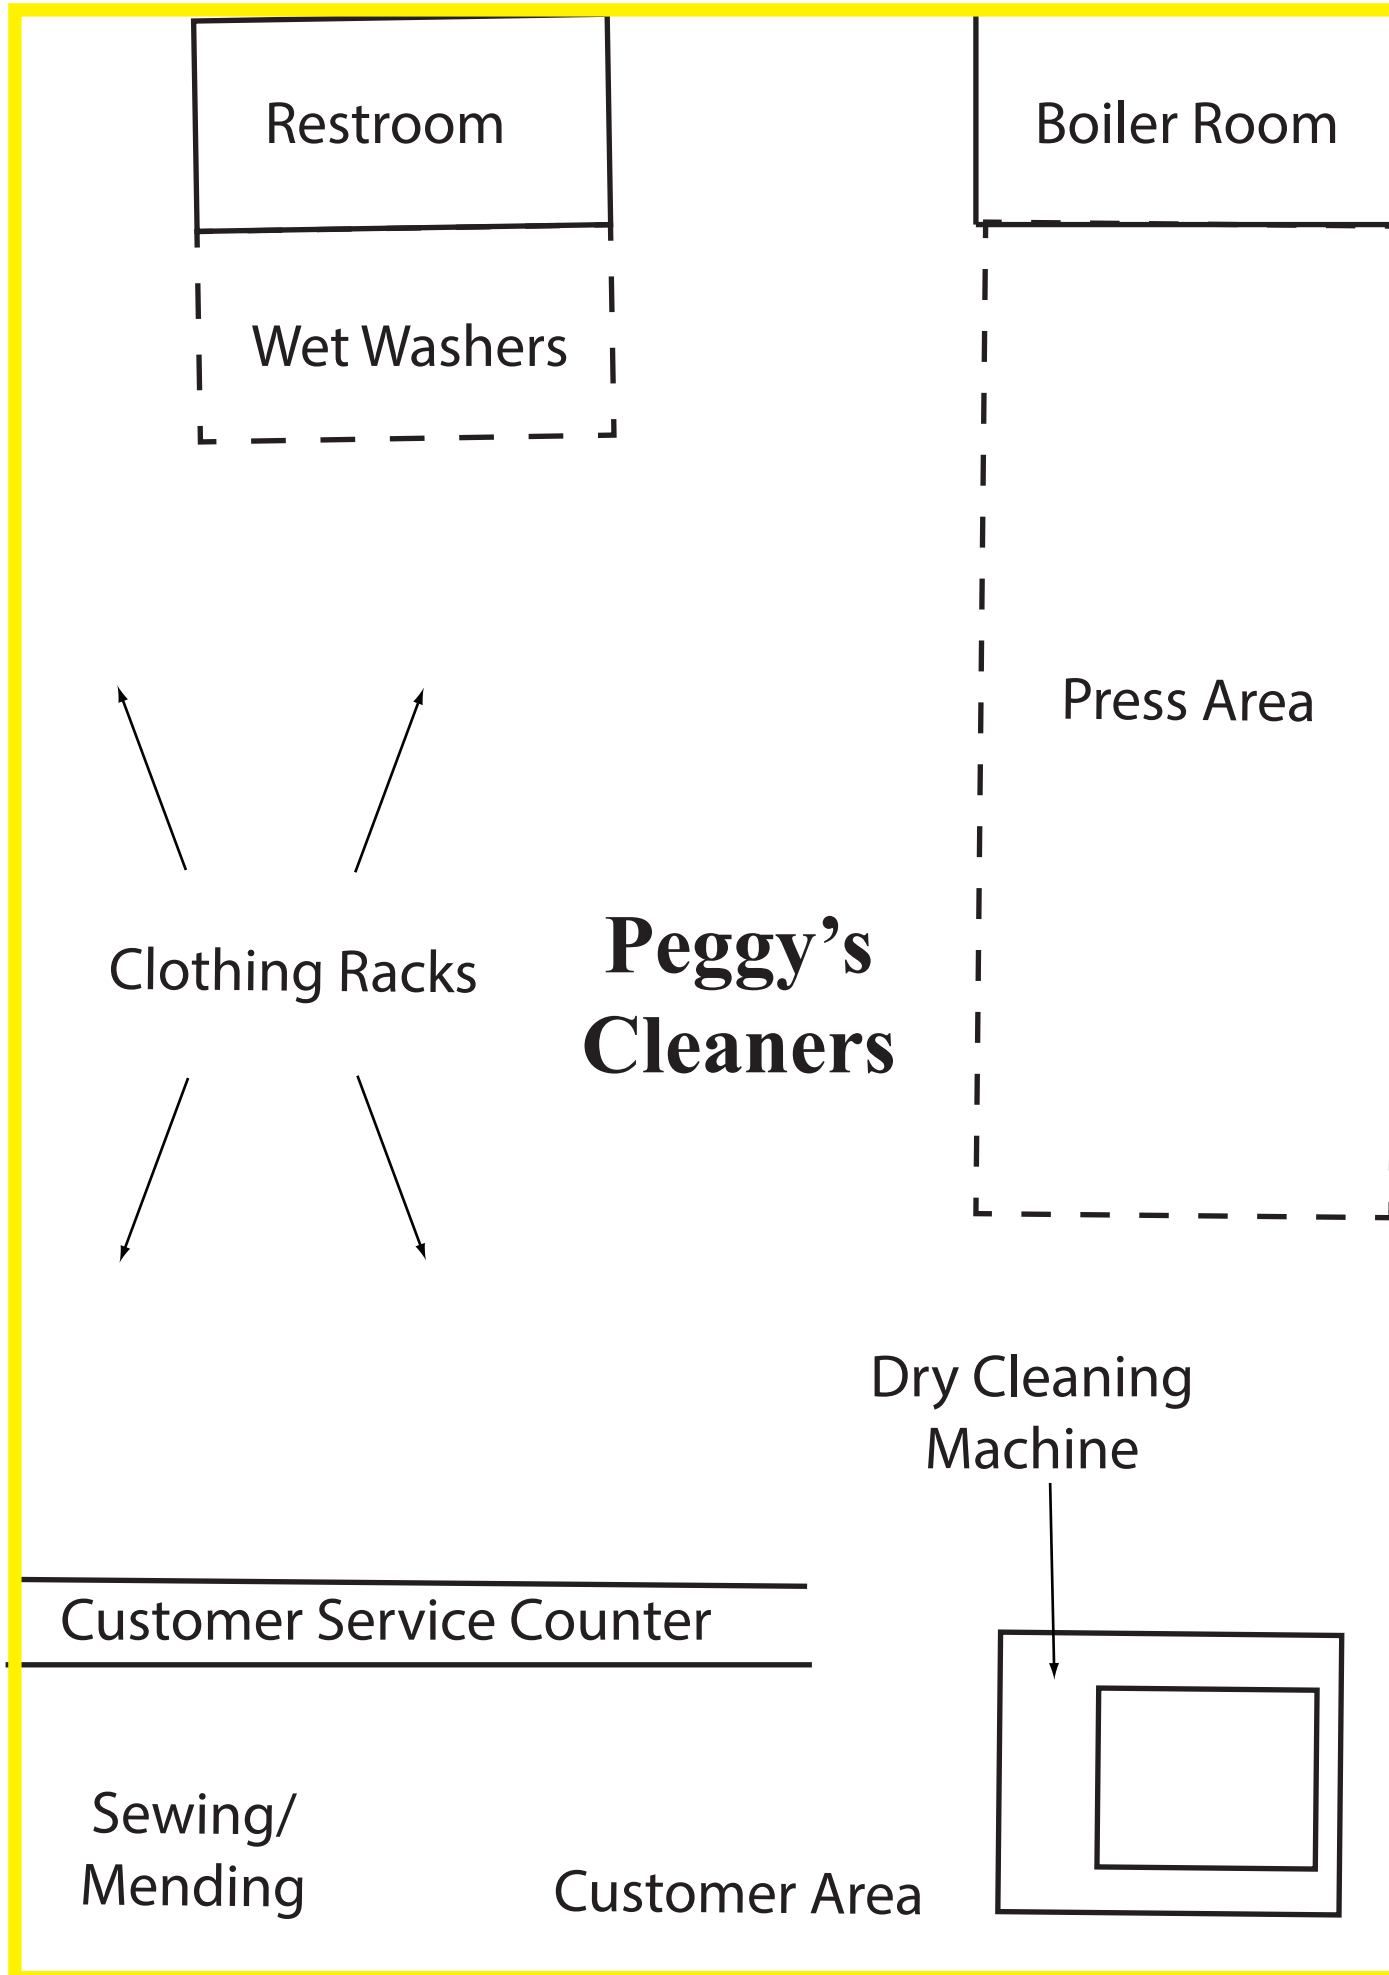 Restroom
Boiler Room
Wet Washers
Press Area
Clothing Racks
Peggy’s
Cleaners
Dry Cleaning
Machine
Customer Service Counter
Sewing/
Mending
Customer Area